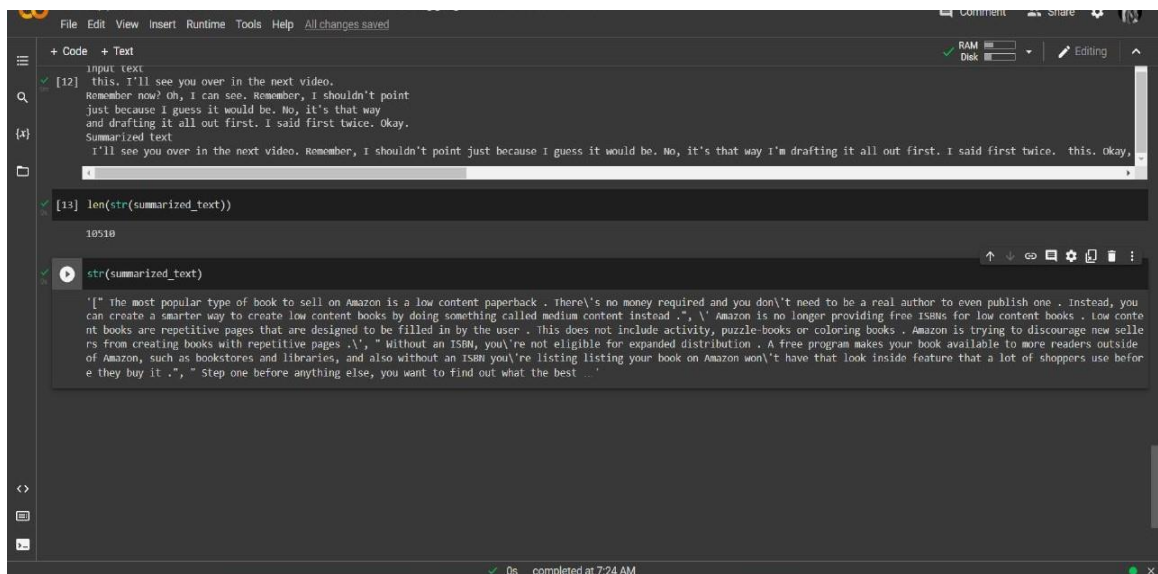 File Edit View Insert Runtime Tools Help All changes saved
Comment Share
+ Code + Text
RAM
Disk
Editing
input text
[12] this. I'll see you over in the next video.
Remember now? Oh, I can see. Remember, I shouldn't point
just because I guess it would be. No, it's that way
and drafting it all out first. I said first twice. Okay.
Summarized text
I'll see you over in the next video. Remember, I shouldn't point just because I guess it would be. No, it's that way I'm drafting it all out first. I said first twice. this. Okay,
{x}
[13] len(str(summarized_text))
10510
str(summarized_text)
'[" The most popular type of book to sell on Amazon is a low content paperback . There\'s no money required and you don\'t need to be a real author to even publish one . Instead, you
can create a smarter way to create low content books by doing something called medium content instead .", \' Amazon is no longer providing free ISBNs for low content books . Low conte
nt books are repetitive pages that are designed to be filled in by the user . This does not include activity, puzzle-books or coloring books . Amazon is trying to discourage new selle
rs from creating books with repetitive pages .\', " Without an ISBN, you\'re not eligible for expanded distribution . A free program makes your book available to more readers outside
of Amazon, such as bookstores and libraries, and also without an ISBN you\'re listing listing your book on Amazon won\'t have that look inside feature that a lot of shoppers use befor
e they buy it .", " Step one before anything else, you want to find out what the best ...'
0s completed at 7:24 AM